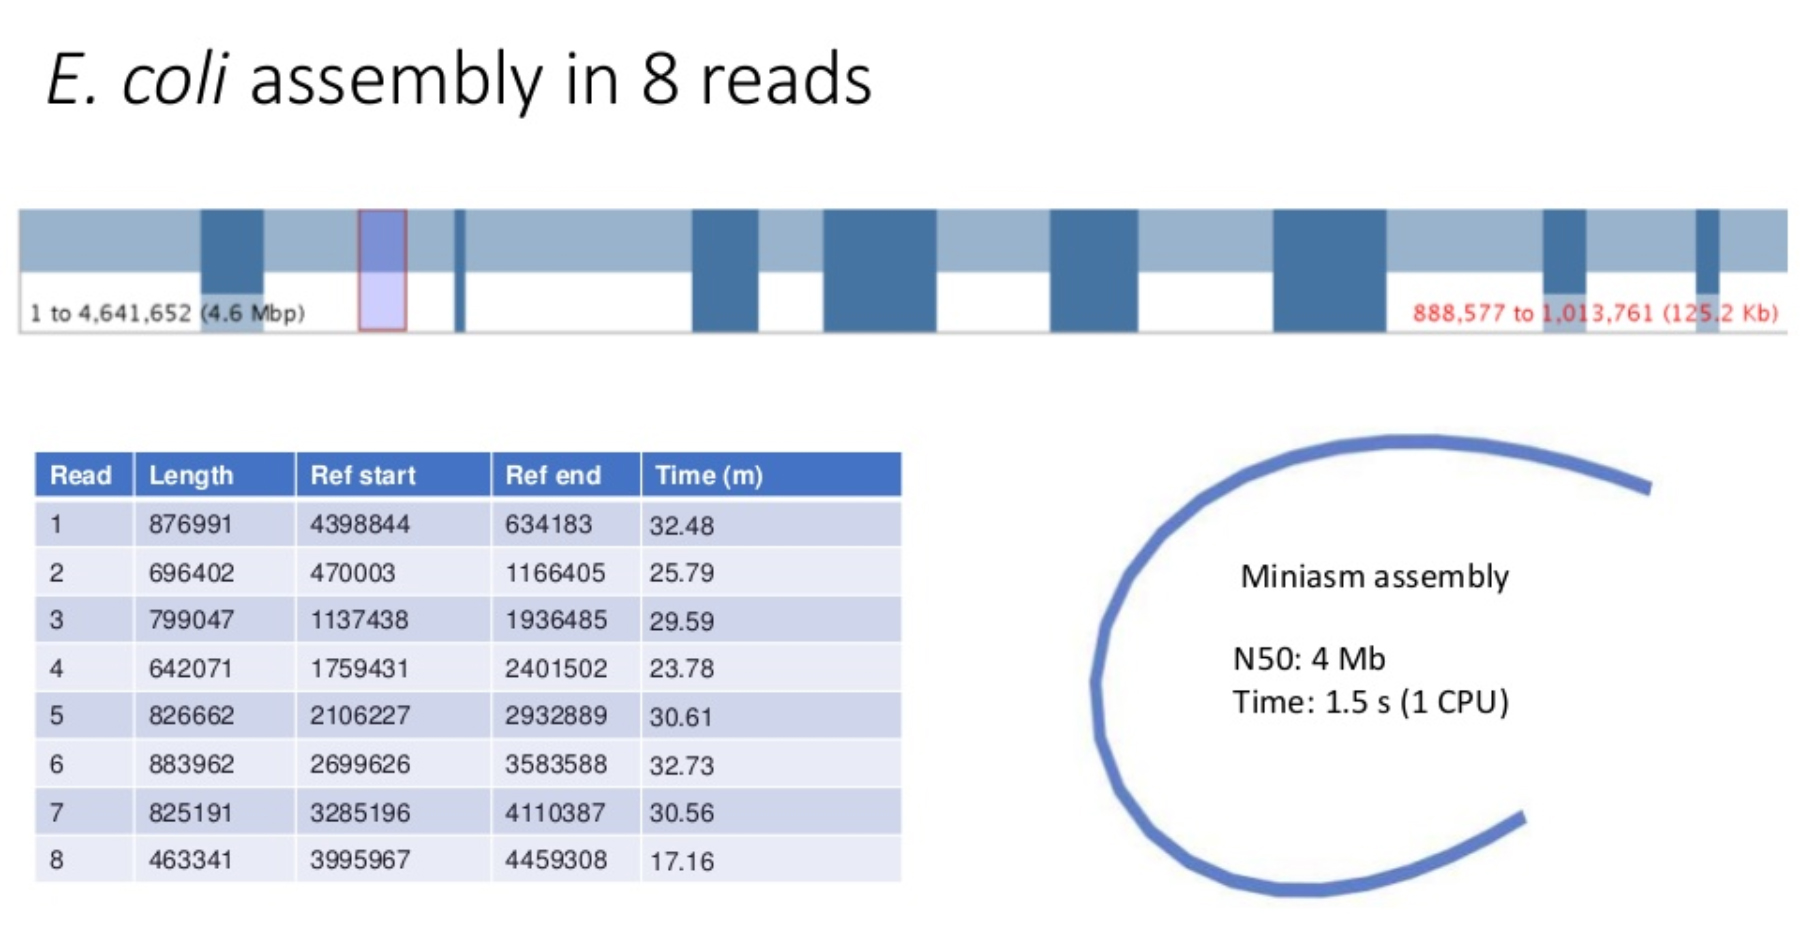 E. coli assembly in 8 reads
1 to 4,641,652 (4.6 Mbp)
888,577 to 1,013,761 (125.2 Kb)
Read Length Ref start Ref end Time (m)
1 876991 4398844 634183 32.48
2 696402 470003 1166405 25.79
3 799047 1137438 1936485 29.59
4 642071 1759431 2401502 23.78
5 826662 2106227 2932889 30.61
6 883962 2699626 3583588 32.73
7 825191 3285196 4110387 30.56
8 463341 3995967 4459308 17.16
Miniasm assembly
N50: 4 Mb
Time: 1.5 s (1 CPU)